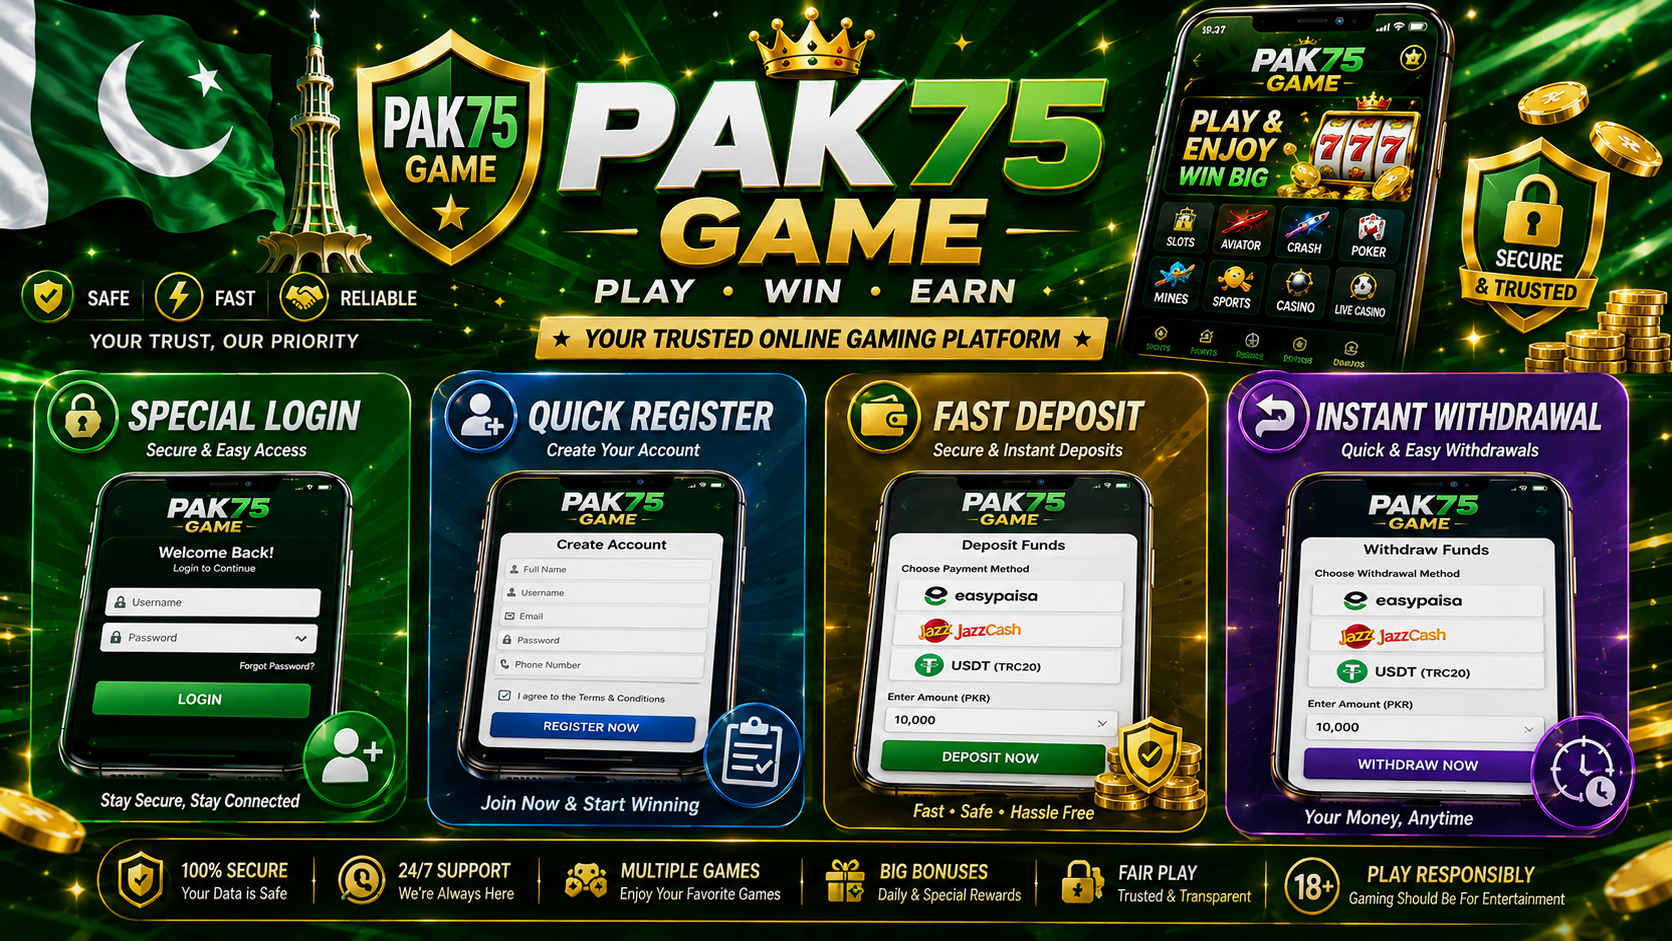 PAK75
GAME
PAK75
GAME
PLAY • WIN • EARN
★ YOUR TRUSTED ONLINE GAMING PLATFORM ★
SAFE
FAST
RELIABLE
YOUR TRUST, OUR PRIORITY
PAK75
GAME
PLAY &
ENJOY
WIN BIG
777
SLOTS
AVIATOR
CRASH
POKER
MINES
SPORTS
CASINO
LIVE CASINO
SECURE
& TRUSTED
SPECIAL LOGIN
Secure & Easy Access
PAK75
GAME
Welcome Back!
Login to Continue
Username
Password
Forgot Password?
LOGIN
Stay Secure, Stay Connected
QUICK REGISTER
Create Your Account
PAK75
GAME
Create Account
Full Name
Username
Email
Password
Phone Number
I agree to the Terms & Conditions
REGISTER NOW
Join Now & Start Winning
FAST DEPOSIT
Secure & Instant Deposits
PAK75
GAME
Deposit Funds
Choose Payment Method
easypaisa
Jazz JazzCash
USDT (TRC20)
Enter Amount (PKR)
10,000
DEPOSIT NOW
Fast • Safe • Hassle Free
INSTANT WITHDRAWAL
Quick & Easy Withdrawals
PAK75
GAME
Withdraw Funds
Choose Withdrawal Method
easypaisa
Jazz JazzCash
USDT (TRC20)
Enter Amount (PKR)
10,000
WITHDRAW NOW
Your Money, Anytime
100% SECURE
Your Data is Safe
24/7 SUPPORT
We're Always Here
MULTIPLE GAMES
Enjoy Your Favorite Games
BIG BONUSES
Daily & Special Rewards
FAIR PLAY
Trusted & Transparent
18+
PLAY RESPONSIBLY
Gaming Should Be For Entertainment